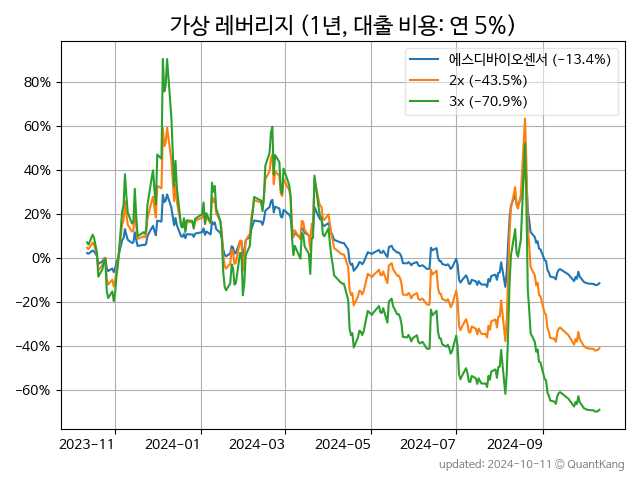 가상 레버리지 (1년, 대출 비용: 연 5%)
에스디바이오센서 (−13.4%)
2x (−43.5%)
3x (−70.9%)
80%
60%
40%
20%
0%
−20%
−40%
−60%
2023-11
2024-01
2024-03
2024-05
2024-07
2024-09
updated: 2024-10-11 © QuantKang